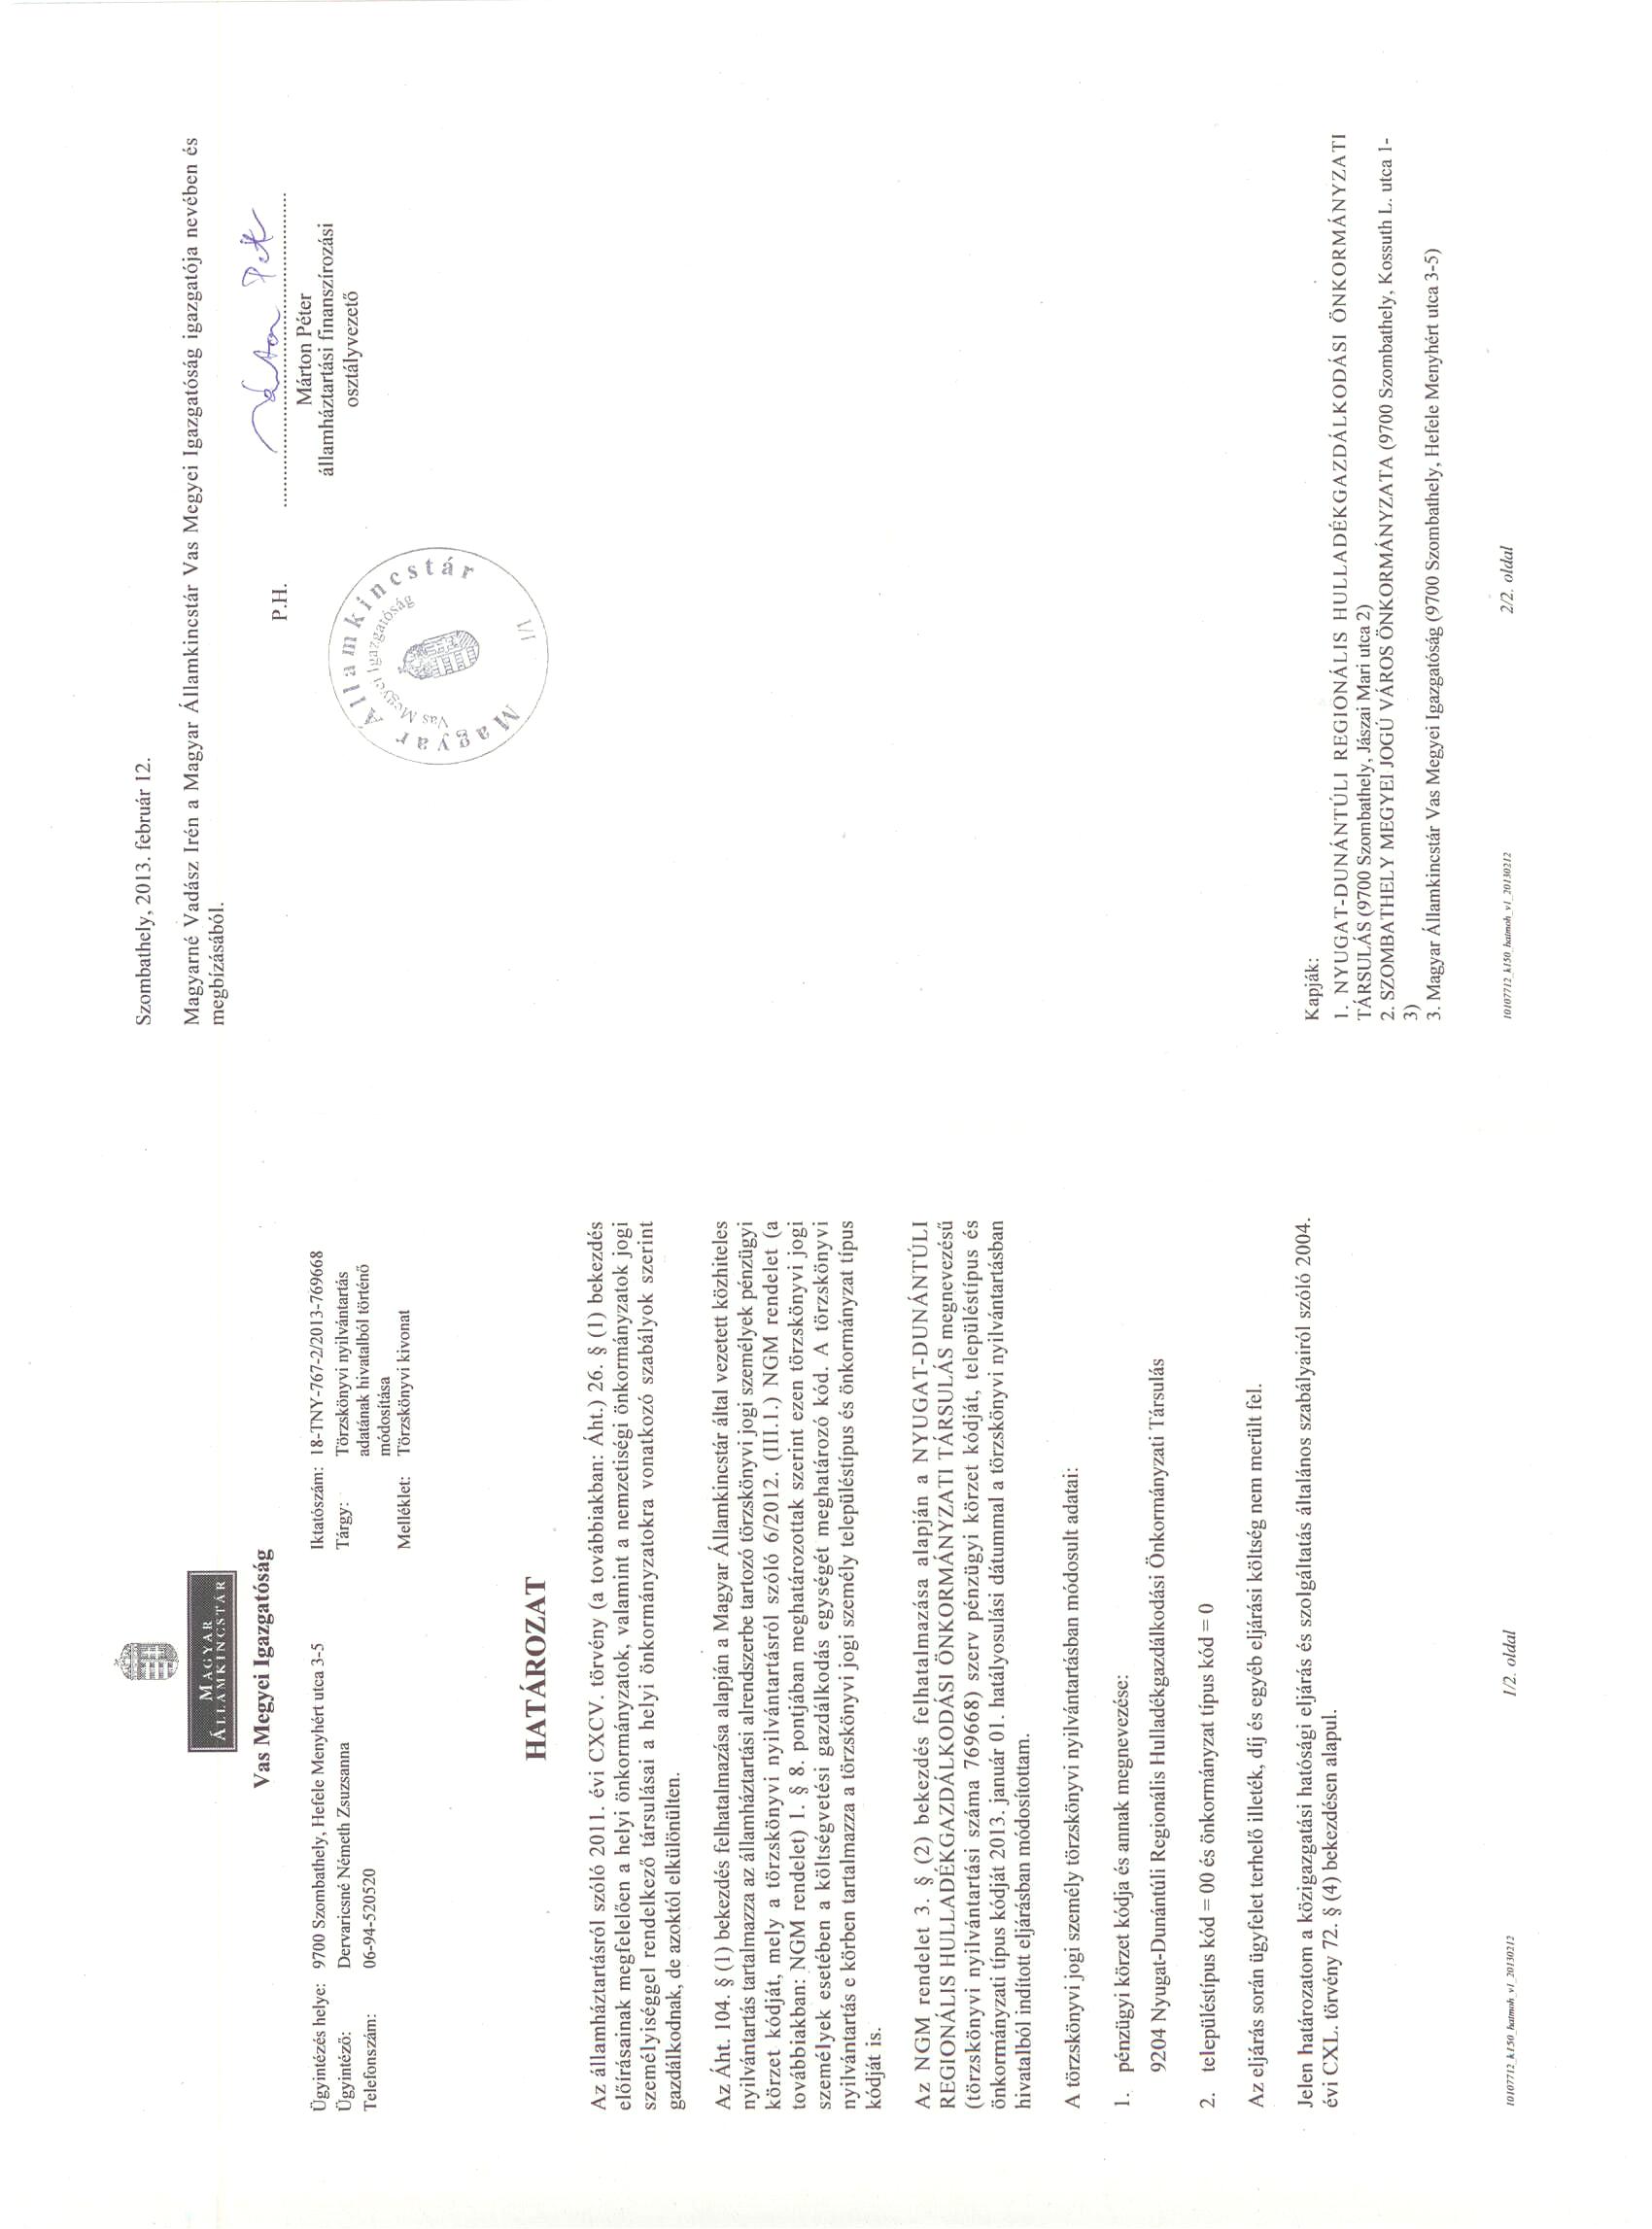 MAGYAR
ÁLLAMKINCSTÁR
Vas Megyei Igazgatóság
Ügyintézés helye: 9700 Szombathely, Hefele Menyhért utca 3-5
Ügyintéző: Dervaricsné Németh Zsuzsanna
Telefonszám: 06-94-520520
Iktatószám: 18-TNY-767-2/2013-769668
Tárgy: Törzskönyvi nyilvántartás
adatának hivatalból történő
módosítása
Melléklet: Törzskönyvi kivonat
HATÁROZAT
Az államháztartásról szóló 2011. évi CXCV. törvény (a továbbiakban: Áht.) 26. § (1) bekezdés
előírásainak megfelelően a helyi önkormányzatok, valamint a nemzetiségi önkormányzatok jogi
személyiséggel rendelkező társulásai a helyi önkormányzatokra vonatkozó szabályok szerint
gazdálkodnak, de azoktól elkülönülten.
Az Áht. 104. § (1) bekezdés felhatalmazása alapján a Magyar Államkincstár által vezetett közhiteles
nyilvántartás tartalmazza az államháztartási alrendszerbe tartozó törzskönyvi jogi személyek pénzügyi
körzet kódját, mely a törzskönyvi nyilvántartásról szóló 6/2012. (III.1.) NGM rendelet (a
továbbiakban: NGM rendelet) 1. § 8. pontjában meghatározottak szerint ezen törzskönyvi jogi
személyek esetében a költségvetési gazdálkodás egységét meghatározó kód. A törzskönyvi
nyilvántartás e körben tartalmazza a törzskönyvi jogi személy településtípus és önkormányzat típus
kódját is.
Az NGM rendelet 3. § (2) bekezdés felhatalmazása alapján a NYUGAT-DUNÁNTÚLI
REGIONÁLIS HULLADÉKGAZDÁLKODÁSI ÖNKORMÁNYZATI TÁRSULÁS megnevezésű
(törzskönyvi nyilvántartási száma 769668) szerv pénzügyi körzet kódját, településtípus és
önkormányzati típus kódját 2013. január 01. hatályosulási dátummal a törzskönyvi nyilvántartásban
hivatalból indított eljárásban módosítottam.
A törzskönyvi jogi személy törzskönyvi nyilvántartásban módosult adatai:
1. pénzügyi körzet kódja és annak megnevezése:
9204 Nyugat-Dunántúli Regionális Hulladékgazdálkodási Önkormányzati Társulás
2. településtípus kód = 00 és önkormányzat típus kód = 0
Az eljárás során ügyfelet terhelő illeték, díj és egyéb eljárási költség nem merült fel.
Jelen határozatom a közigazgatási hatósági eljárás és szolgáltatás általános szabályairól szóló 2004.
évi CXL. törvény 72. § (4) bekezdésen alapul.
10107712_k150_hatmoh_v1_20130212
1/2. oldal
Szombathely, 2013. február 12.
Magyarné Vadász Irén a Magyar Államkincstár Vas Megyei Igazgatóság igazgatója nevében és
megbízásából.
P.H.
Márton Péter
államháztartási finanszírozási
osztályvezető
Magyar Államkincstár
Vas Megyei Igazgatóság
1/1
Kapják:
1. NYUGAT-DUNÁNTÚLI REGIONÁLIS HULLADÉKGAZDÁLKODÁSI ÖNKORMÁNYZATI
TÁRSULÁS (9700 Szombathely, Jászai Mari utca 2)
2. SZOMBATHELY MEGYEI JOGÚ VÁROS ÖNKORMÁNYZATA (9700 Szombathely, Kossuth L. utca 1-
3)
3. Magyar Államkincstár Vas Megyei Igazgatóság (9700 Szombathely, Hefele Menyhért utca 3-5)
10107712_k150_hatmoh_v1_20130212
2/2. oldal